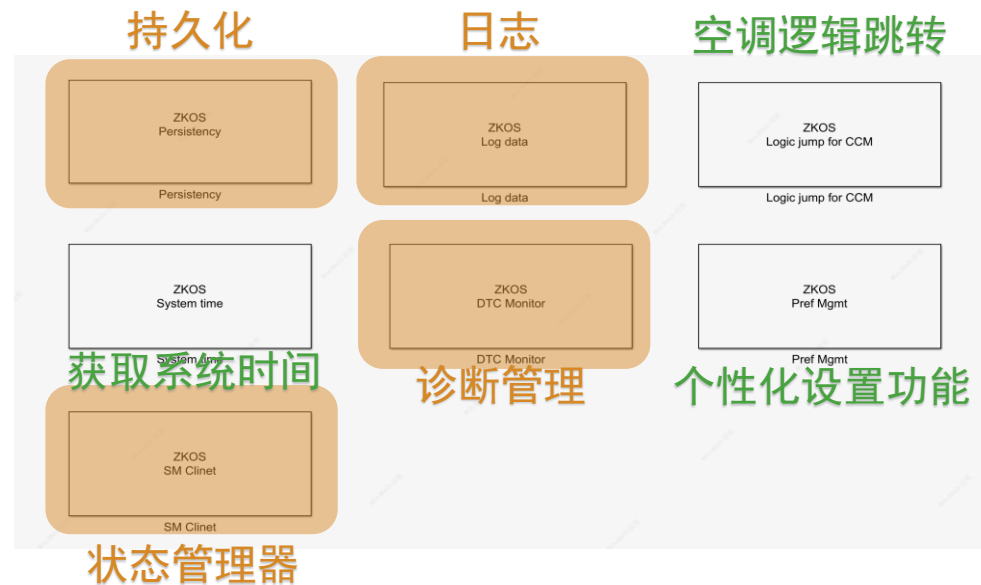 持久化
日志
空调逻辑跳转
ZKOS
Persistency
Persistency
ZKOS
Log data
Log data
ZKOS
Logic jump for CCM
Logic jump for CCM
ZKOS
System time
System time
获取系统时间
ZKOS
DTC Monitor
DTC Monitor
诊断管理
ZKOS
Pref Mgmt
Pref Mgmt
个性化设置功能
ZKOS
SM Clinet
SM Clinet
状态管理器